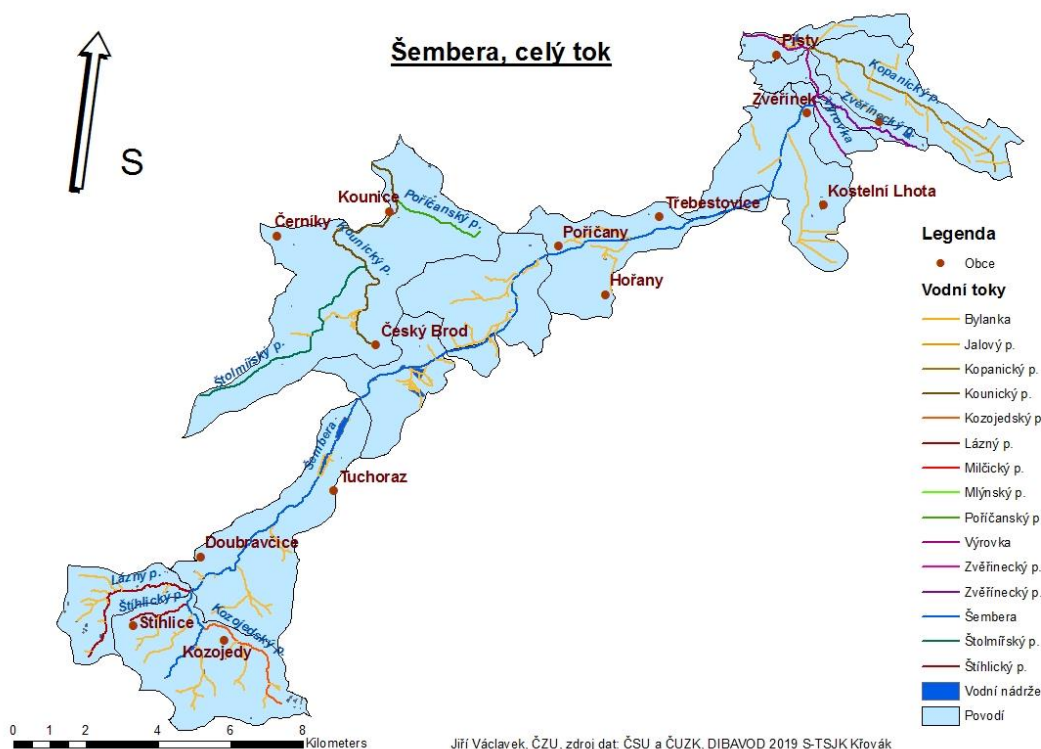 Šembera, celý tok
S
Písty
Kopanický p.
Zvěřínek
Zvěřínecký p.
Výrovka
Kounice
Poříčanský p.
Černíky
Kounický p.
Třebestovice
Kostelní Lhota
Poříčany
Hořany
Český Brod
Štolmířský p.
Šembera
Tuchoraz
Doubravčice
Lázný p.
Štíhlický p.
Štíhlice
Kozojedský p.
Kozojedy
Legenda
Obce
Vodní toky
Bylanka
Jalový p.
Kopanický p.
Kounický p.
Kozojedský p
Lázný p.
Milčický p.
Mlýnský p.
Poříčanský p
Výrovka
Zvěřinecký p.
Zvěřínecký p.
Šembera
Štolmířský p.
Štíhlický p.
Vodní nádrže
Povodí
0 1 2 4 6 8
Kilometers
Jiří Václavek, ČZU, zdroj dat: ČSU a ČUZK, DIBAVOD 2019 S-TSJK Křovák